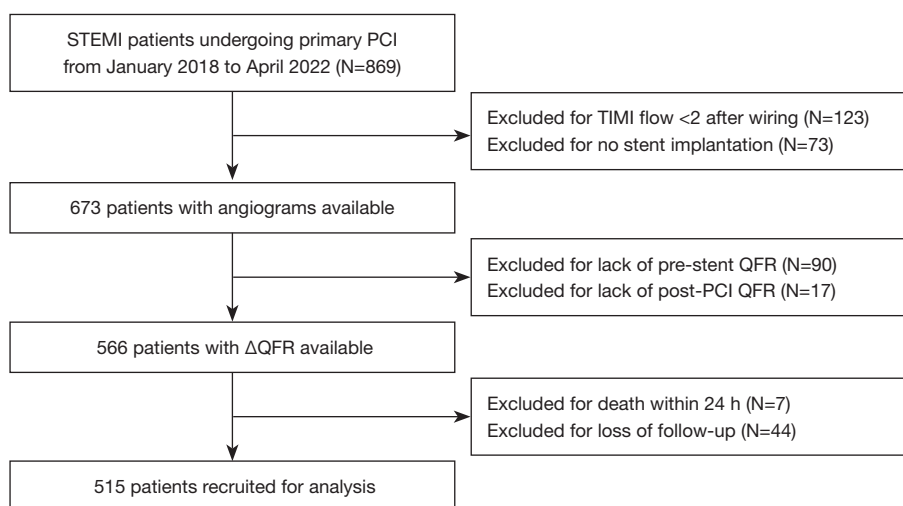 STEMI patients undergoing primary PCI
from January 2018 to April 2022 (N=869)
Excluded for TIMI flow <2 after wiring (N=123)
Excluded for no stent implantation (N=73)
673 patients with angiograms available
Excluded for lack of pre-stent QFR (N=90)
Excluded for lack of post-PCI QFR (N=17)
566 patients with ΔQFR available
Excluded for death within 24 h (N=7)
Excluded for loss of follow-up (N=44)
515 patients recruited for analysis